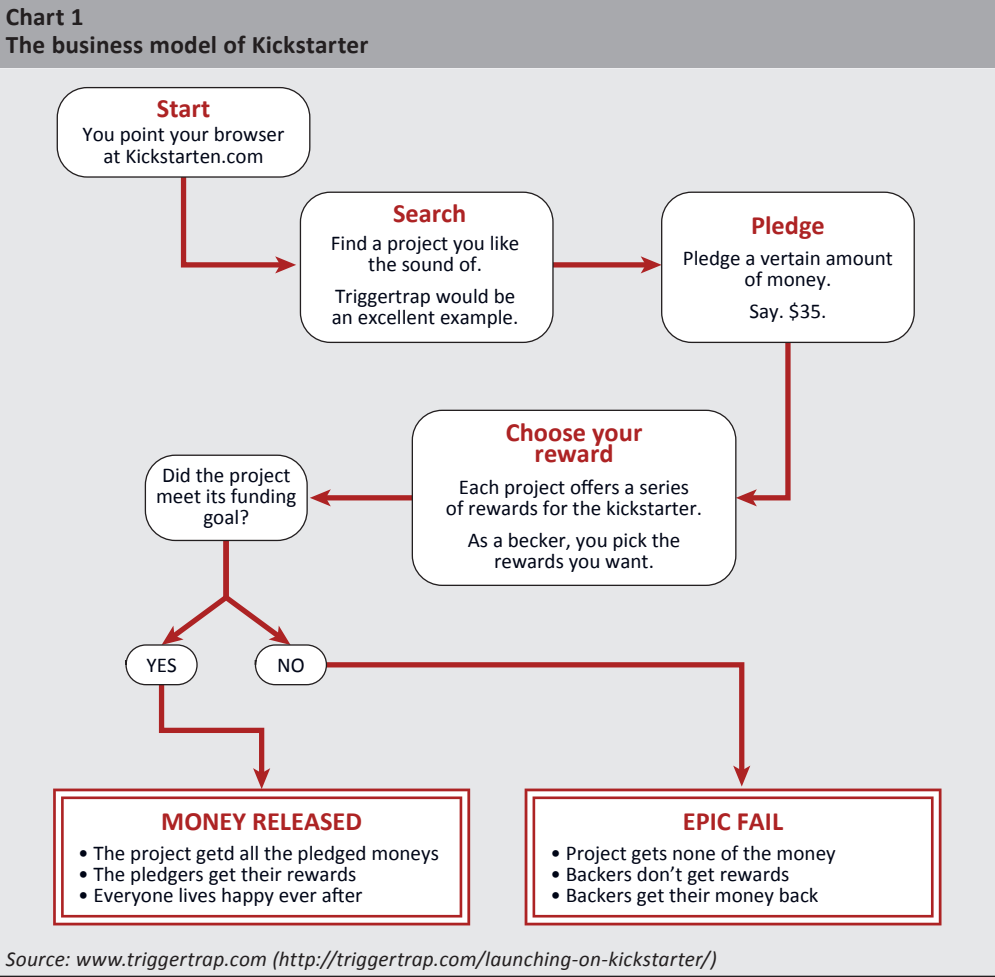 Chart 1
The business model of Kickstarter
Start
You point your browser
at Kickstarten.com
Search
Find a project you like
the sound of.
Triggertrap would be
an excellent example.
Pledge
Pledge a vertain amount
of money.
Say. $35.
Choose your
reward
Each project offers a series
of rewards for the kickstarter.
As a becker, you pick the
rewards you want.
Did the project
meet its funding
goal?
YES
NO
MONEY RELEASED
• The project getd all the pledged moneys
• The pledgers get their rewards
• Everyone lives happy ever after
EPIC FAIL
• Project gets none of the money
• Backers don't get rewards
• Backers get their money back
Source: www.triggertrap.com (http://triggertrap.com/launching-on-kickstarter/)